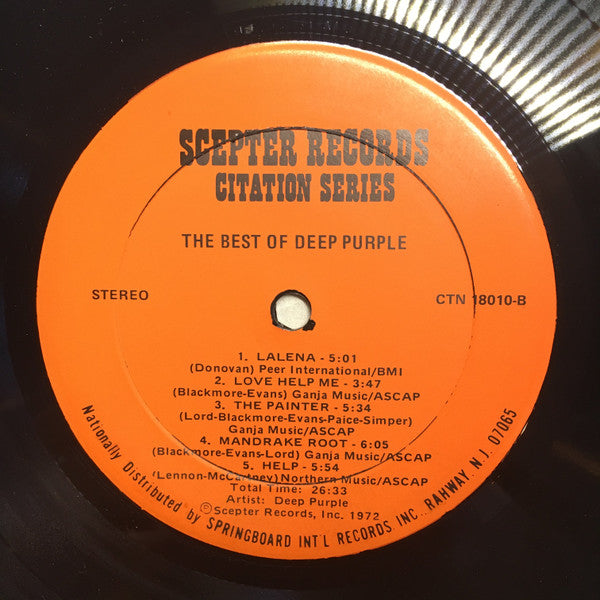 SCEPTER RECORDS
CITATION SERIES
THE BEST OF DEEP PURPLE
STEREO
CTN 18010-B
1. LALENA - 5:01
(Donovan) Peer International/BMI
2. LOVE HELP ME - 3:47
(Blackmore-Evans) Ganja Music/ASCAP
3. THE PAINTER - 5:34
(Lord-Blackmore-Evans-Paice-Simper)
Ganja Music/ASCAP
4. MANDRAKE ROOT - 6:05
(Blackmore-Evans-Lord) Ganja Music/ASCAP
5. HELP - 5:54
(Lennon-McCartney) Northern Music/ASCAP
Total Time: 26:33
Artist: Deep Purple
©Scepter Records, Inc. 1972
Nationally Distributed by SPRINGBOARD INT'L RECORDS INC., RAHWAY, N.J. 07065